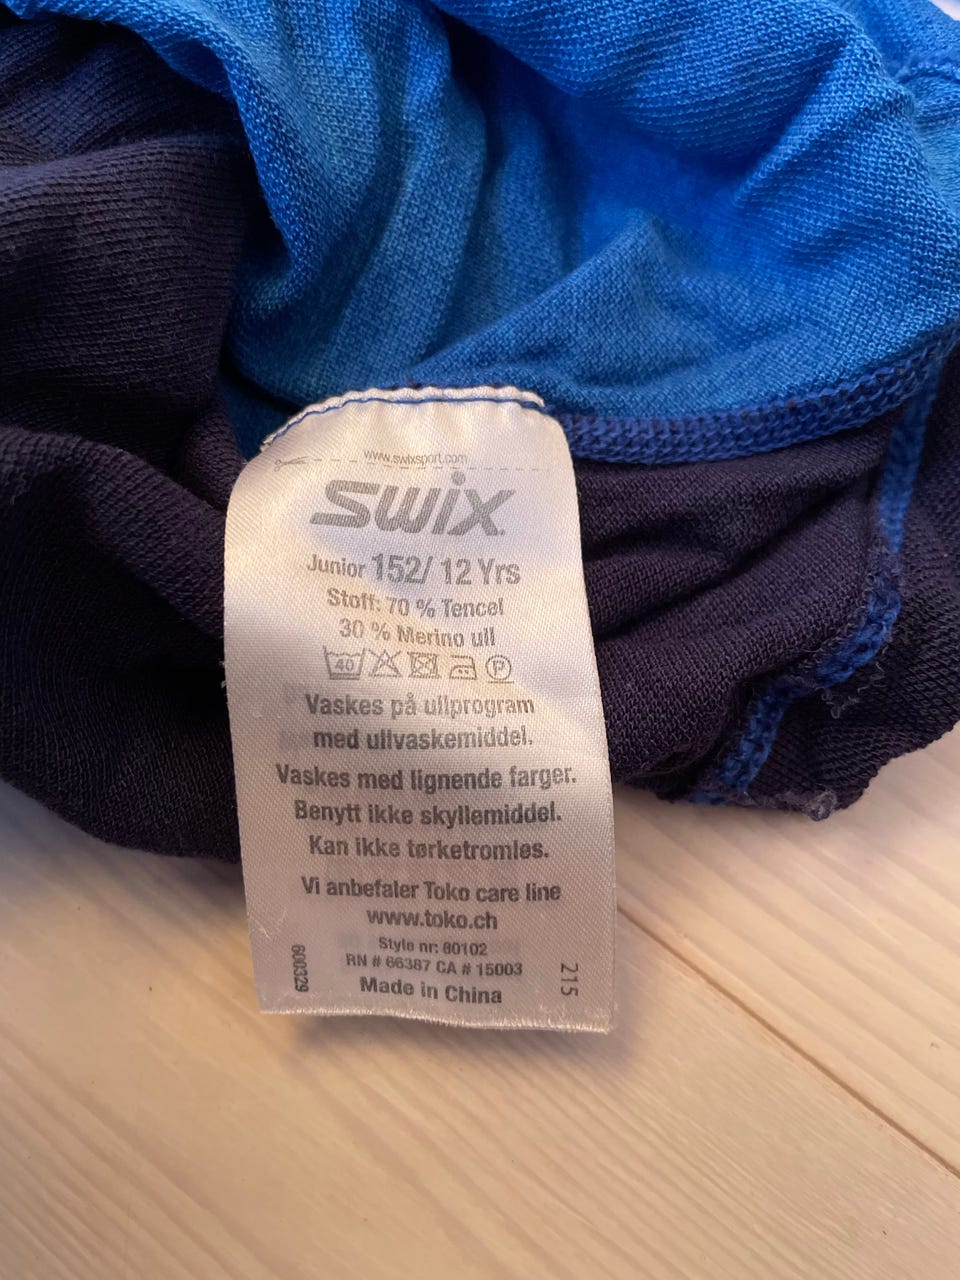 www.swixsport.com
swix
Junior 152/ 12 Yrs
Stoff: 70 % Tencel
30 % Merino ull
40 P
Vaskes på ullprogram
med ullvaskemiddel.
Vaskes med lignende farger.
Benytt ikke skyllemiddel.
Kan ikke tørketromles.
Vi anbefaler Toko care line
www.toko.ch
Style nr: 80102
RN # 66387 CA # 15003
Made in China
600329
215